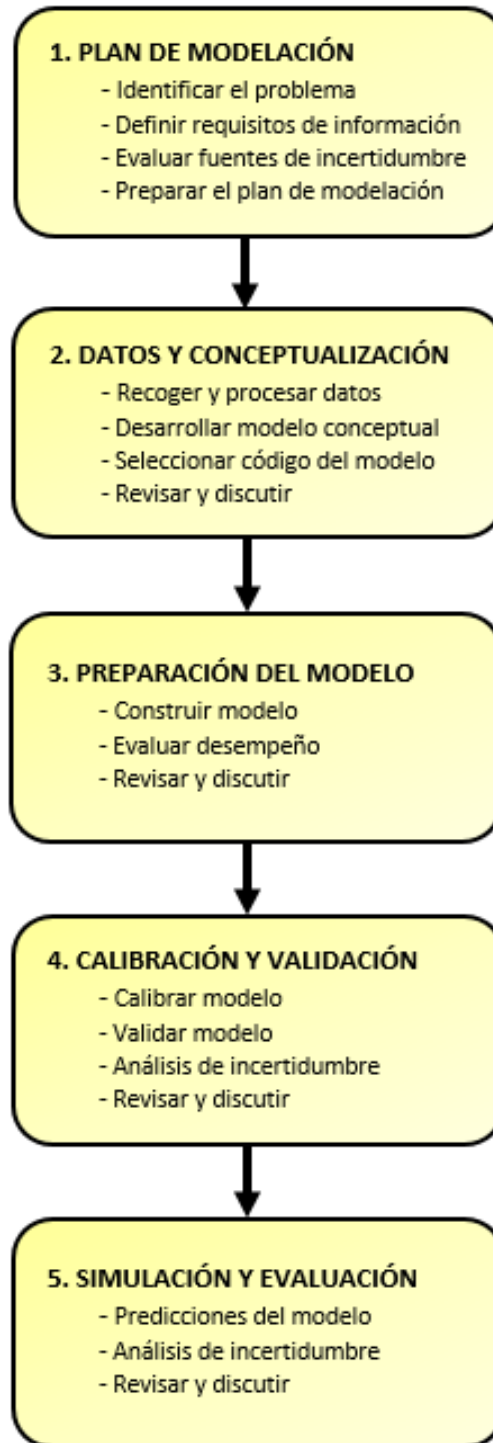 1. PLAN DE MODELACIÓN
- Identificar el problema
- Definir requisitos de información
- Evaluar fuentes de incertidumbre
- Preparar el plan de modelación
2. DATOS Y CONCEPTUALIZACIÓN
- Recoger y procesar datos
- Desarrollar modelo conceptual
- Seleccionar código del modelo
- Revisar y discutir
3. PREPARACIÓN DEL MODELO
- Construir modelo
- Evaluar desempeño
- Revisar y discutir
4. CALIBRACIÓN Y VALIDACIÓN
- Calibrar modelo
- Validar modelo
- Análisis de incertidumbre
- Revisar y discutir
5. SIMULACIÓN Y EVALUACIÓN
- Predicciones del modelo
- Análisis de incertidumbre
- Revisar y discutir